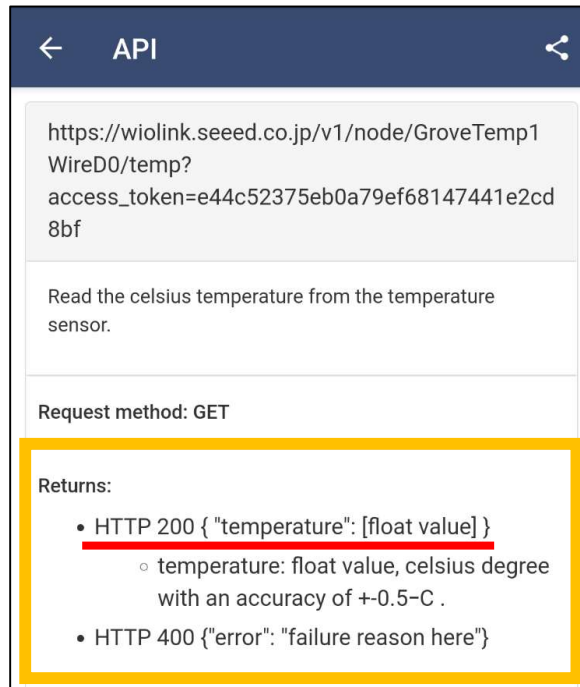 API
https://wiolink.seeed.co.jp/v1/node/GroveTemp1
WireD0/temp?
access_token=e44c52375eb0a79ef68147441e2cd
8bf
Read the celsius temperature from the temperature
sensor.
Request method: GET
Returns:
• HTTP 200 { "temperature": [float value] }
◦ temperature: float value, celsius degree
with an accuracy of +-0.5−C .
• HTTP 400 {"error": "failure reason here"}